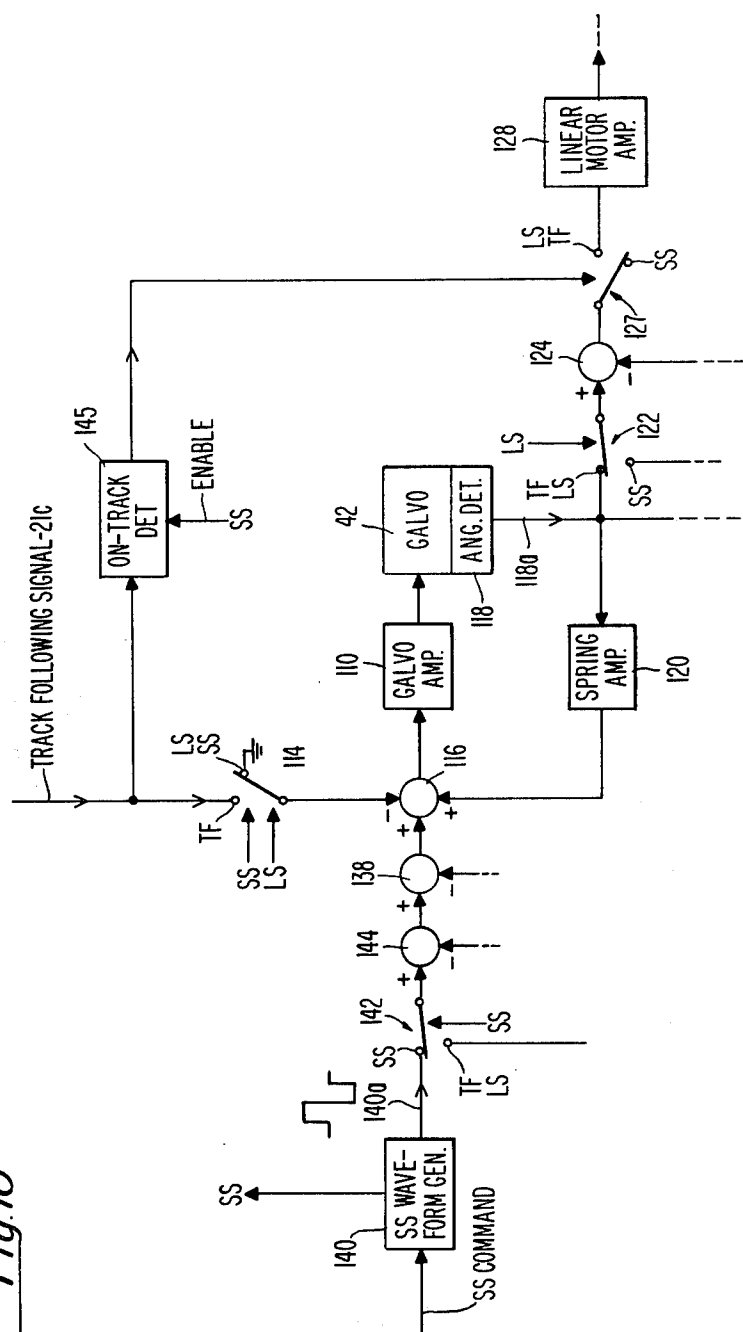 Fig. 10
TRACK FOLLOWING SIGNAL-21c
145
ON-TRACK
DET
ENABLE
SS
LS
SS
114
TF
SS
LS
42
GALVO
ANG. DET.
118
118a
110
GALVO
AMP.
116
138
144
+
-
+
-
+
-
+
SPRING
AMP.
120
TF
LS
SS
LS
122
124
+
-
127
LS
TF
SS
128
LINEAR
MOTOR
AMP.
142
SS
SS
TF
LS
140a
SS
140
SS WAVE-
FORM GEN.
SS COMMAND